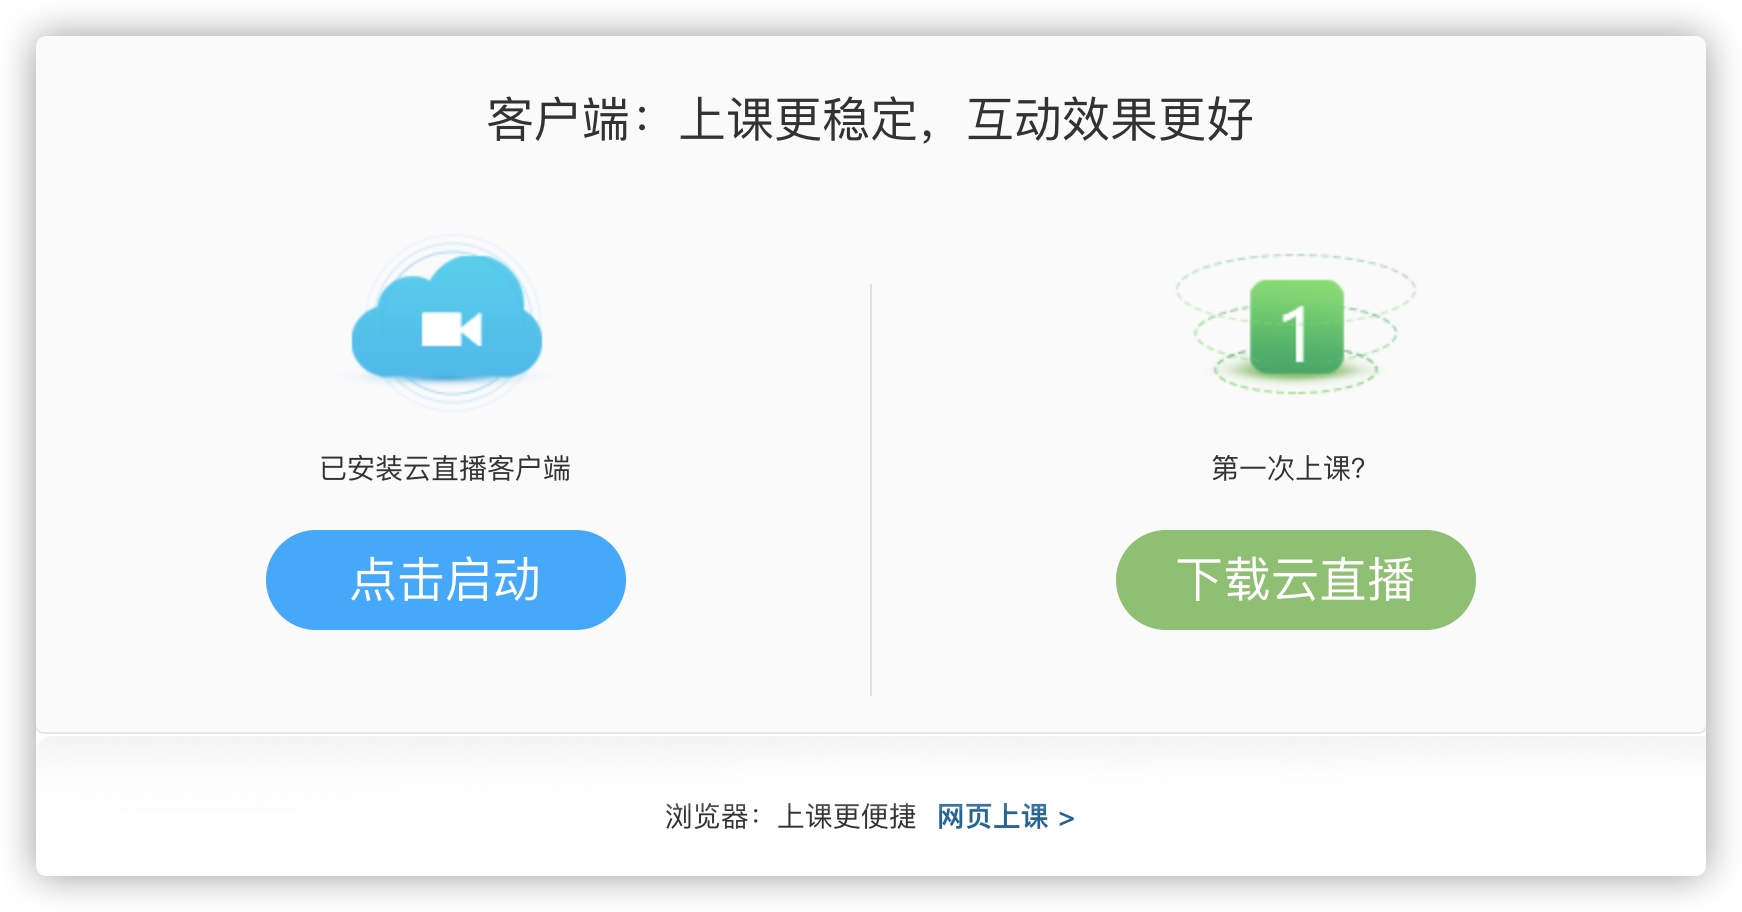 客户端：上课更稳定，互动效果更好
1
已安装云直播客户端
第一次上课?
点击启动
下载云直播
浏览器：上课更便捷 网页上课 >